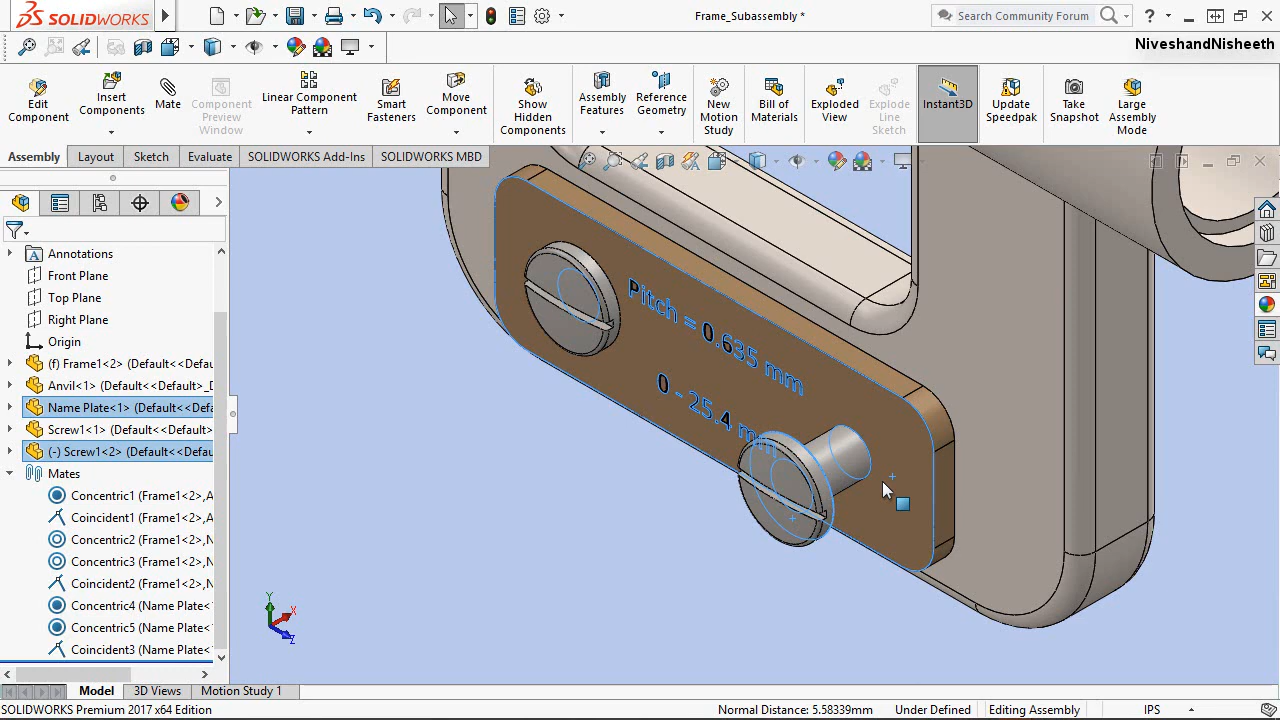 SOLIDWORKS
Frame_Subassembly *
Search Community Forum
NiveshandNisheeth
Edit Component
Insert Components
Mate
Component Preview Window
Linear Component Pattern
Smart Fasteners
Move Component
Show Hidden Components
Assembly Features
Reference Geometry
New Motion Study
Bill of Materials
Exploded View
Explode Line Sketch
Instant3D
Update Speedpak
Take Snapshot
Large Assembly Mode
Assembly
Layout
Sketch
Evaluate
SOLIDWORKS Add-Ins
SOLIDWORKS MBD
Annotations
Front Plane
Top Plane
Right Plane
Origin
(f) Frame1<2> (Default<<Defau
Anvil<1> (Default<<Default>_D
Name Plate<1> (Default<<Defa
Screw1<1> (Default<<Default>
(-) Screw1<2> (Default<<Defau
Mates
Concentric1 (Frame1<2>,A
Coincident1 (Frame1<2>,A
Concentric2 (Frame1<2>,N
Concentric3 (Frame1<2>,N
Coincident2 (Frame1<2>,N
Concentric4 (Name Plate<
Concentric5 (Name Plate<
Coincident3 (Name Plate<
Pitch = 0.635 mm
0 - 25.4 mm
Y
X
Z
Model
3D Views
Motion Study 1
SOLIDWORKS Premium 2017 x64 Edition
Normal Distance: 5.58339mm
Under Defined
Editing Assembly
IPS